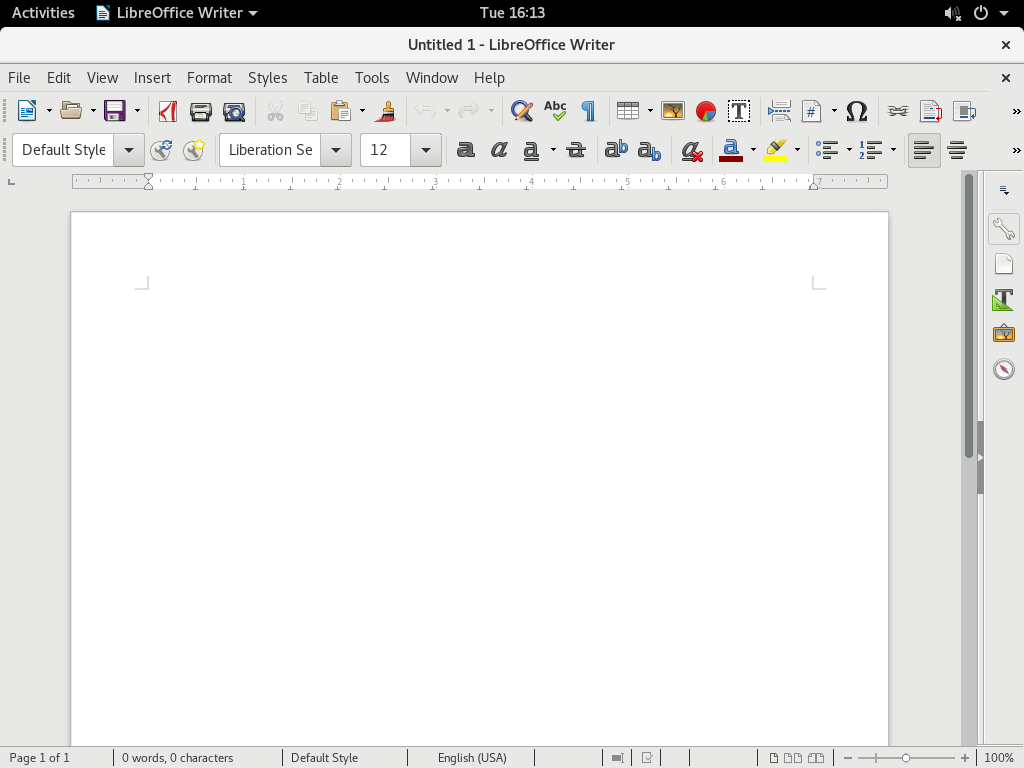 Activities LibreOffice Writer Tue 16:13
Untitled 1 - LibreOffice Writer
File Edit View Insert Format Styles Table Tools Window Help
Default Style Liberation Se 12
1 2 3 4 5 6 7
Page 1 of 1 0 words, 0 characters Default Style English (USA) 100%